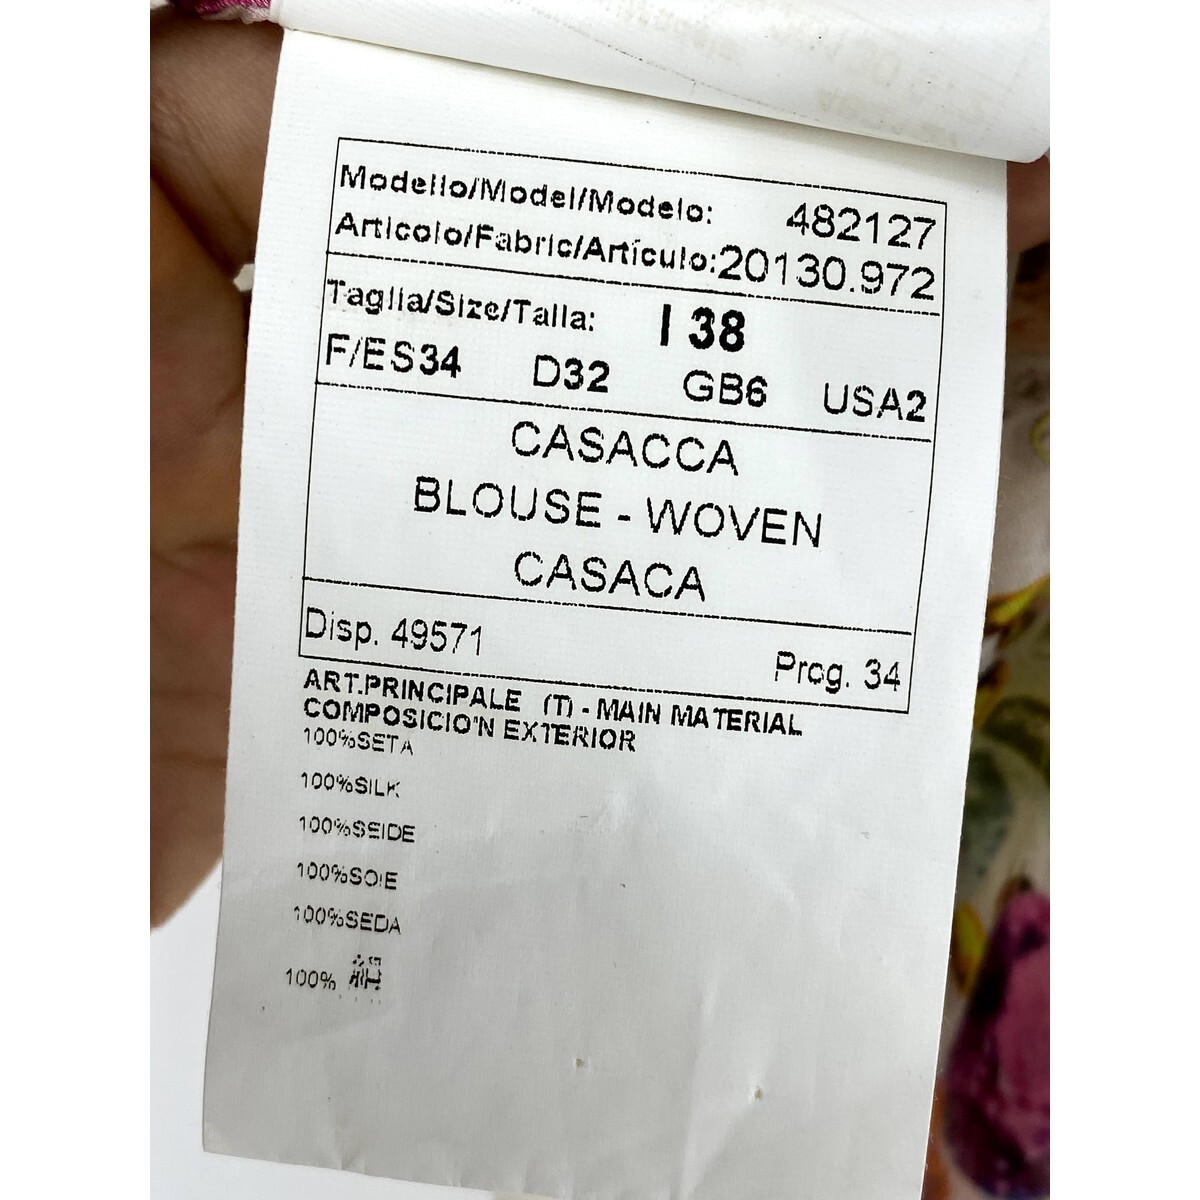 Modello/Model/Modelo: 482127
Articolo/Fabric/Artículo: 20130.972
Taglia/Size/Talla: I 38
F/ES34 D32 GB6 USA2
CASACCA
BLOUSE - WOVEN
CASACA
Disp. 49571 Prog. 34
ART.PRINCIPALE (T) - MAIN MATERIAL
COMPOSICIO'N EXTERIOR
100%SETA
100%SILK
100%SEIDE
100%SOIE
100%SEDA
100%